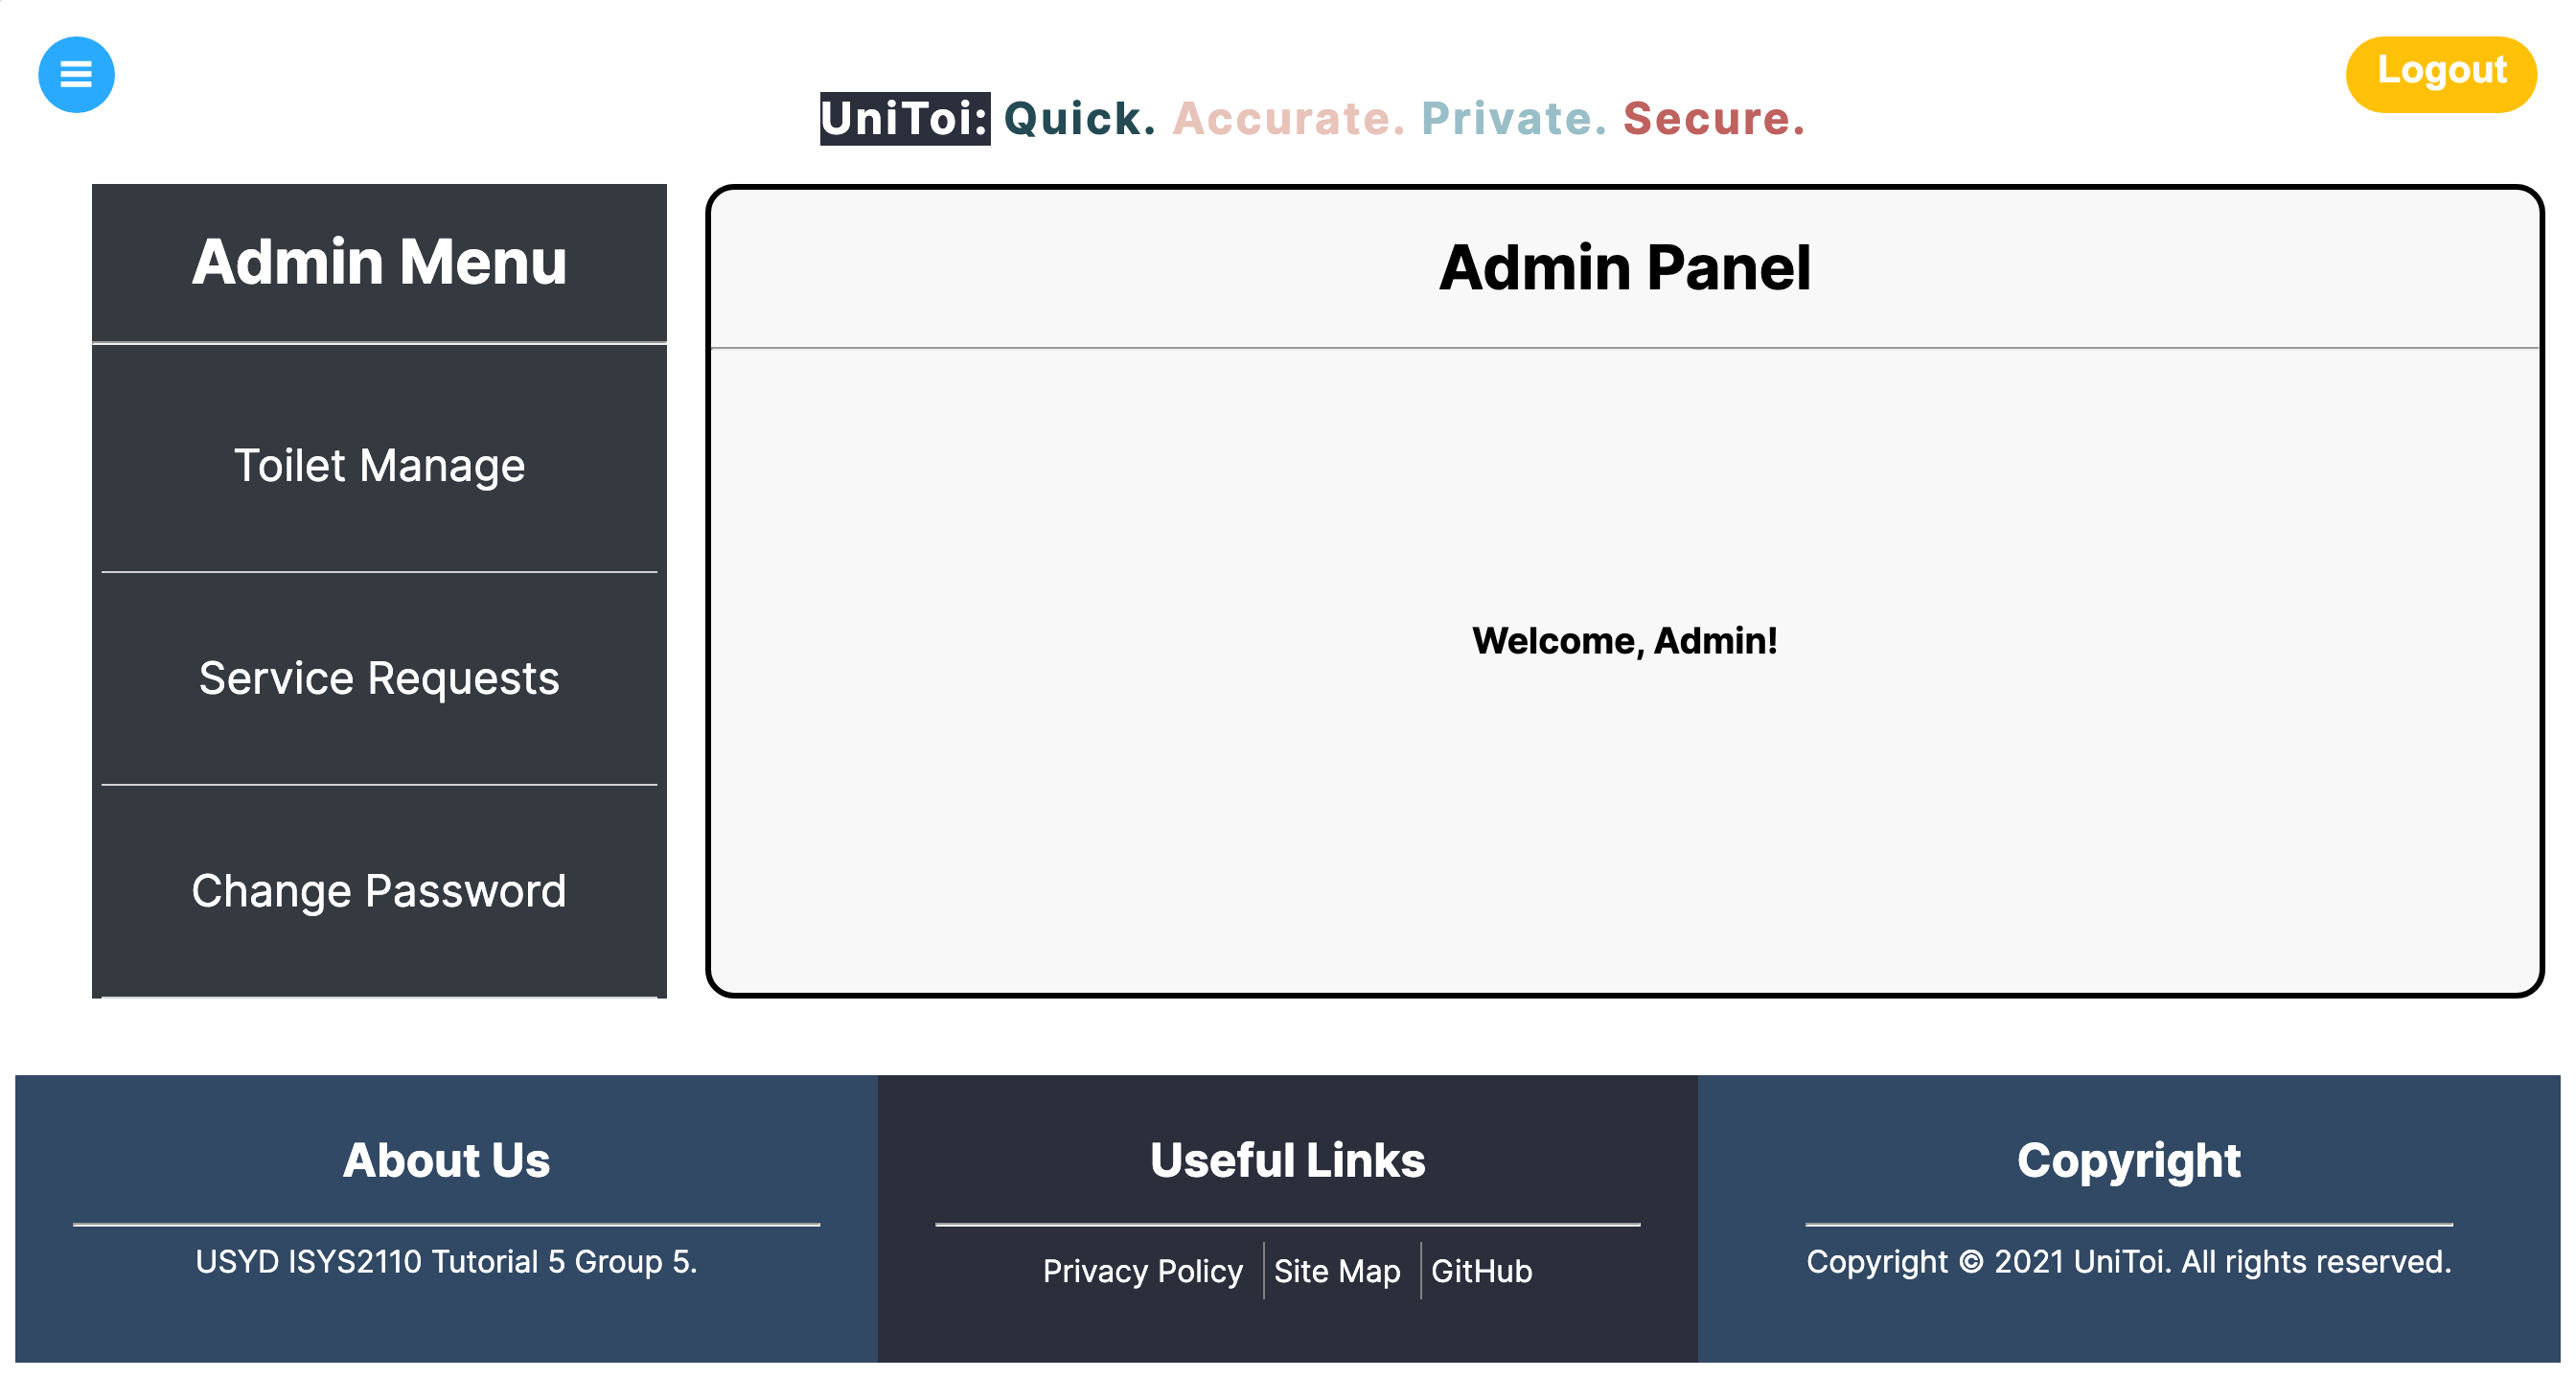 Logout
UniToi: Quick. Accurate. Private. Secure.
Admin Menu
Toilet Manage
Service Requests
Change Password
Admin Panel
Welcome, Admin!
About Us
USYD ISYS2110 Tutorial 5 Group 5.
Useful Links
Privacy Policy
Site Map
GitHub
Copyright
Copyright © 2021 UniToi. All rights reserved.